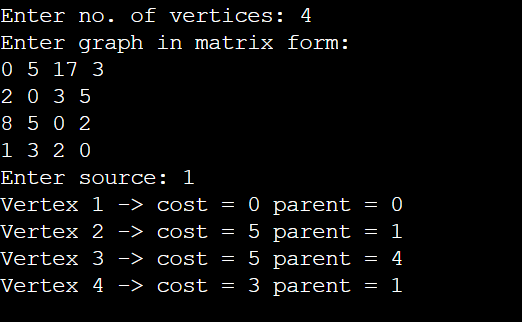 Enter no. of vertices: 4
Enter graph in matrix form:
0 5 17 3
2 0 3 5
8 5 0 2
1 3 2 0
Enter source: 1
Vertex 1 -> cost = 0 parent = 0
Vertex 2 -> cost = 5 parent = 1
Vertex 3 -> cost = 5 parent = 4
Vertex 4 -> cost = 3 parent = 1